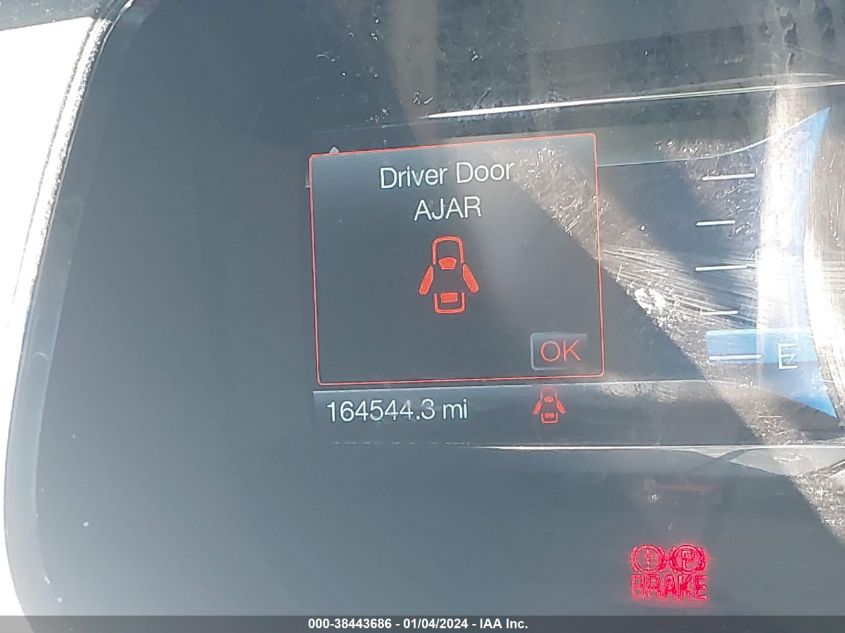 Driver Door
AJAR
OK
E
164544.3 mi
BRAKE
000-38443686 - 01/04/2024 - IAA Inc.